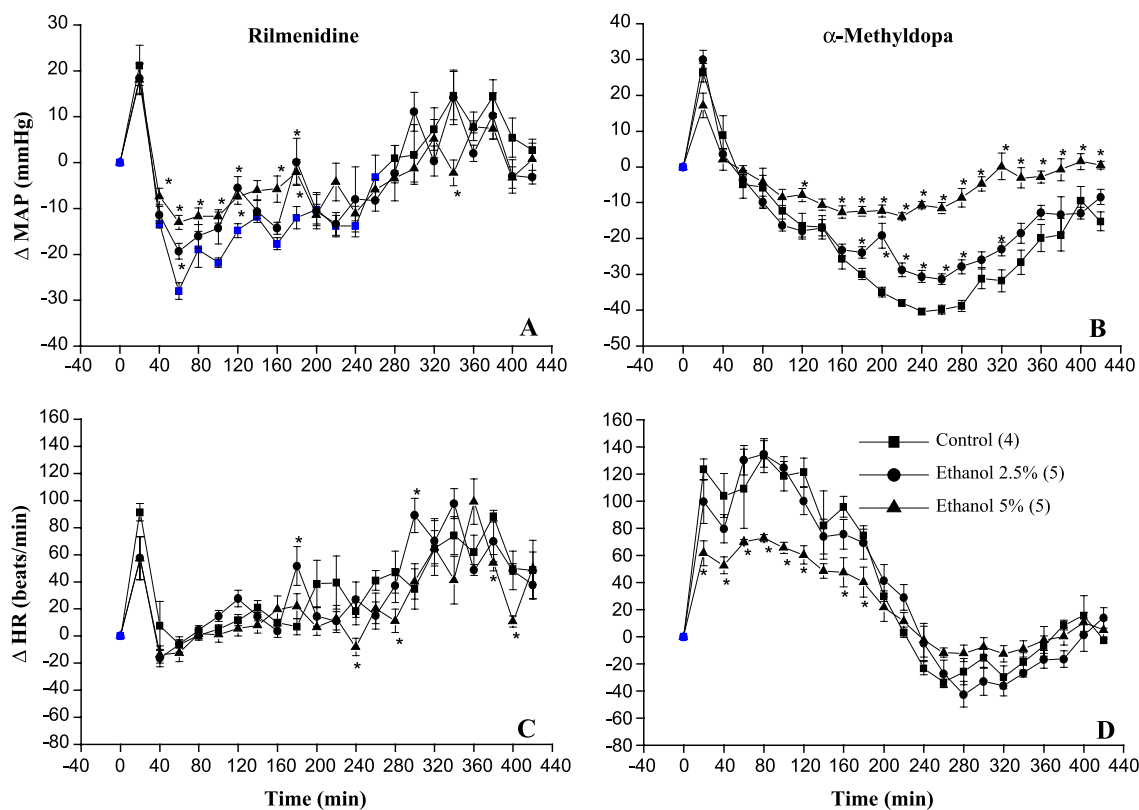 Rilmenidine
α-Methyldopa
Δ MAP (mmHg)
30
20
10
0
−10
−20
−30
−40
* * * * * * * * * * *
A
−40 0 40 80 120 160 200 240 280 320 360 400 440
40
30
20
10
0
−10
−20
−30
−40
−50
* * * * * * * * * * * * * * * * * * * *
B
−40 0 40 80 120 160 200 240 280 320 360 400 440
Δ HR (beats/min)
160
140
120
100
80
60
40
20
0
−20
−40
−60
−80
* * * * * *
C
−40 0 40 80 120 160 200 240 280 320 360 400 440
Time (min)
160
140
120
100
80
60
40
20
0
−20
−40
−60
−80
Control (4)
Ethanol 2.5% (5)
Ethanol 5% (5)
* * * * * * * *
D
−40 0 40 80 120 160 200 240 280 320 360 400 440
Time (min)